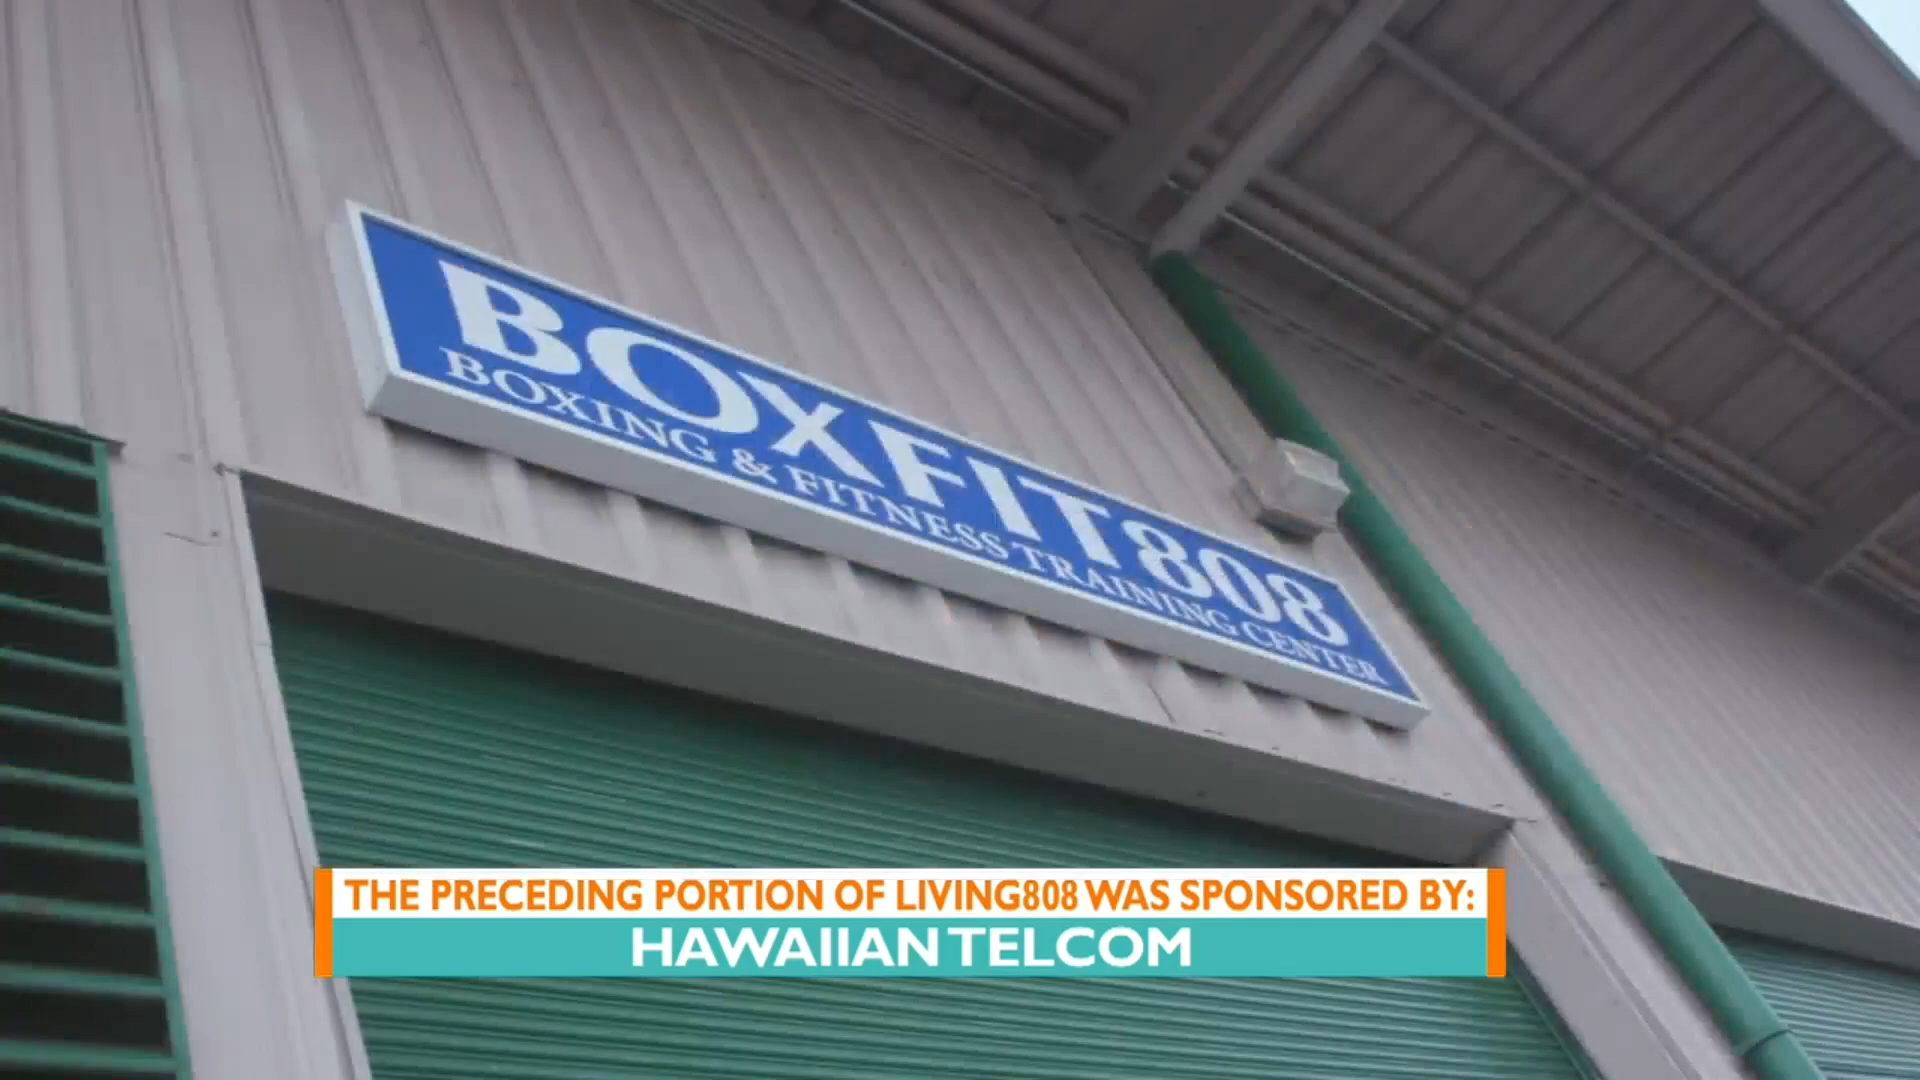 BOXFIT808
BOXING & FITNESS TRAINING CENTER
THE PRECEDING PORTION OF LIVING808 WAS SPONSORED BY:
HAWAIIAN TELCOM